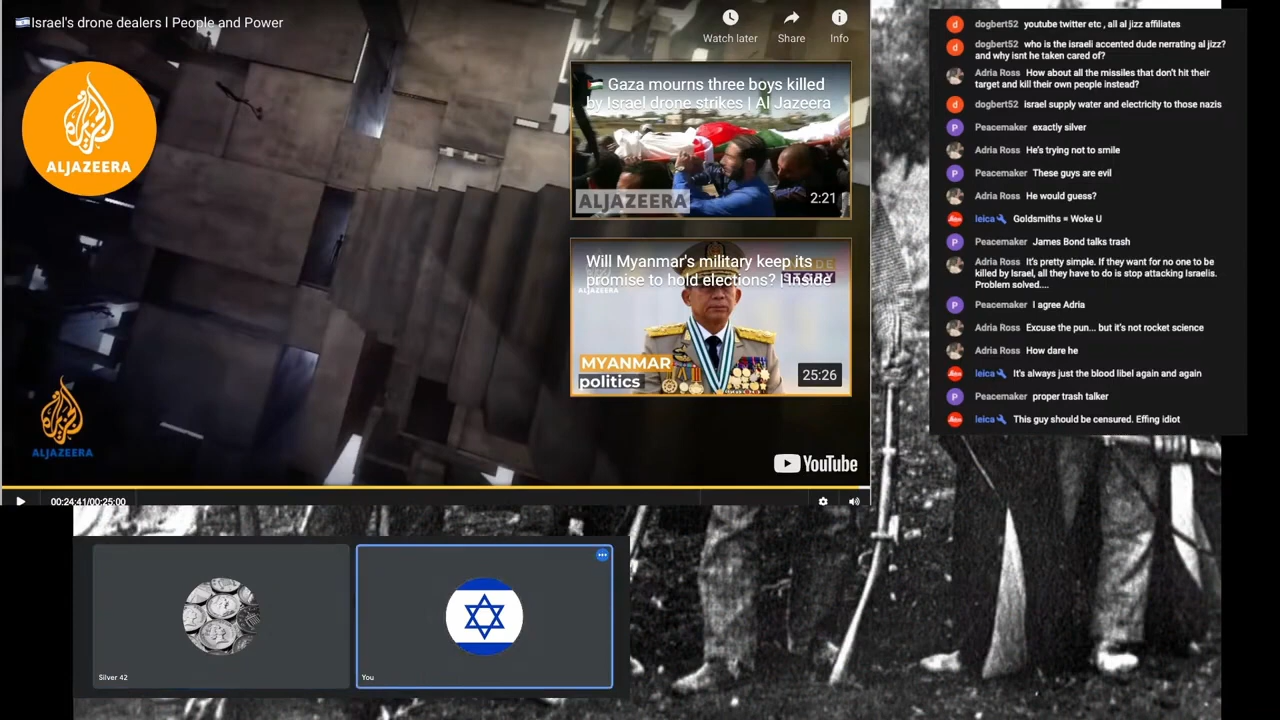 🇮🇱Israel's drone dealers l People and Power
Watch later
Share
Info
ALJAZEERA
🇵🇸 Gaza mourns three boys killed
by Israel drone strikes | Al Jazeera
ALJAZEERA
2:21
Will Myanmar's military keep its
promise to hold elections? | Inside
STORY
ALJAZEERA
MYANMAR
politics
25:26
ALJAZEERA
YouTube
00:24:41/00:25:00
Silver 42
You
dogbert52 youtube twitter etc , all al jizz affiliates
dogbert52 who is the israeli accented dude nerrating al jizz?
and why isnt he taken cared of?
Adria Ross How about all the missiles that don't hit their
target and kill their own people instead?
dogbert52 israel supply water and electricity to those nazis
Peacemaker exactly silver
Adria Ross He's trying not to smile
Peacemaker These guys are evil
Adria Ross He would guess?
leica Goldsmiths = Woke U
Peacemaker James Bond talks trash
Adria Ross It's pretty simple. If they want for no one to be
killed by Israel, all they have to do is stop attacking Israelis.
Problem solved....
Peacemaker I agree Adria
Adria Ross Excuse the pun... but it's not rocket science
Adria Ross How dare he
leica It's always just the blood libel again and again
Peacemaker proper trash talker
leica This guy should be censured. Effing idiot